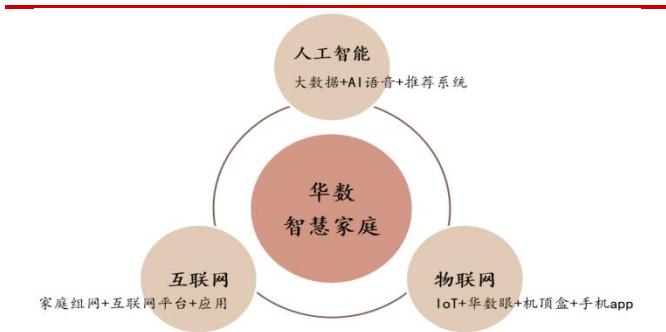 人工智能
大数据+AI语音+推荐系统
华数
智慧家庭
互联网
家庭组网+互联网平台+应用
物联网
IoT+华数眼+机顶盒+手机app